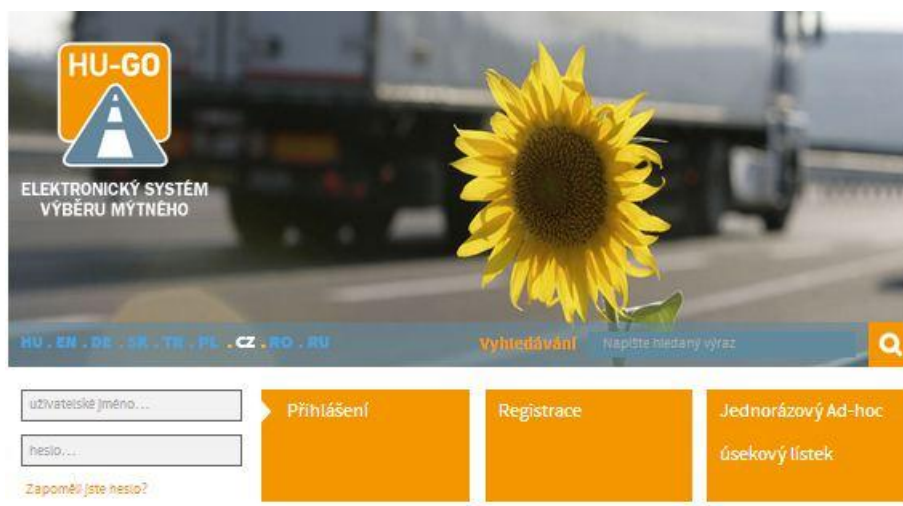 HU-GO
ELEKTRONICKÝ SYSTÉM
VÝBĚRU MÝTNÉHO
HU . EN . DE . SR . TR . PL . CZ . RO . RU
Vyhledávání
Napište hledaný výraz
uživatelské jméno...
heslo...
Zapoměli jste heslo?
Přihlášení
Registrace
Jednorázový Ad-hoc
úsekový lístek